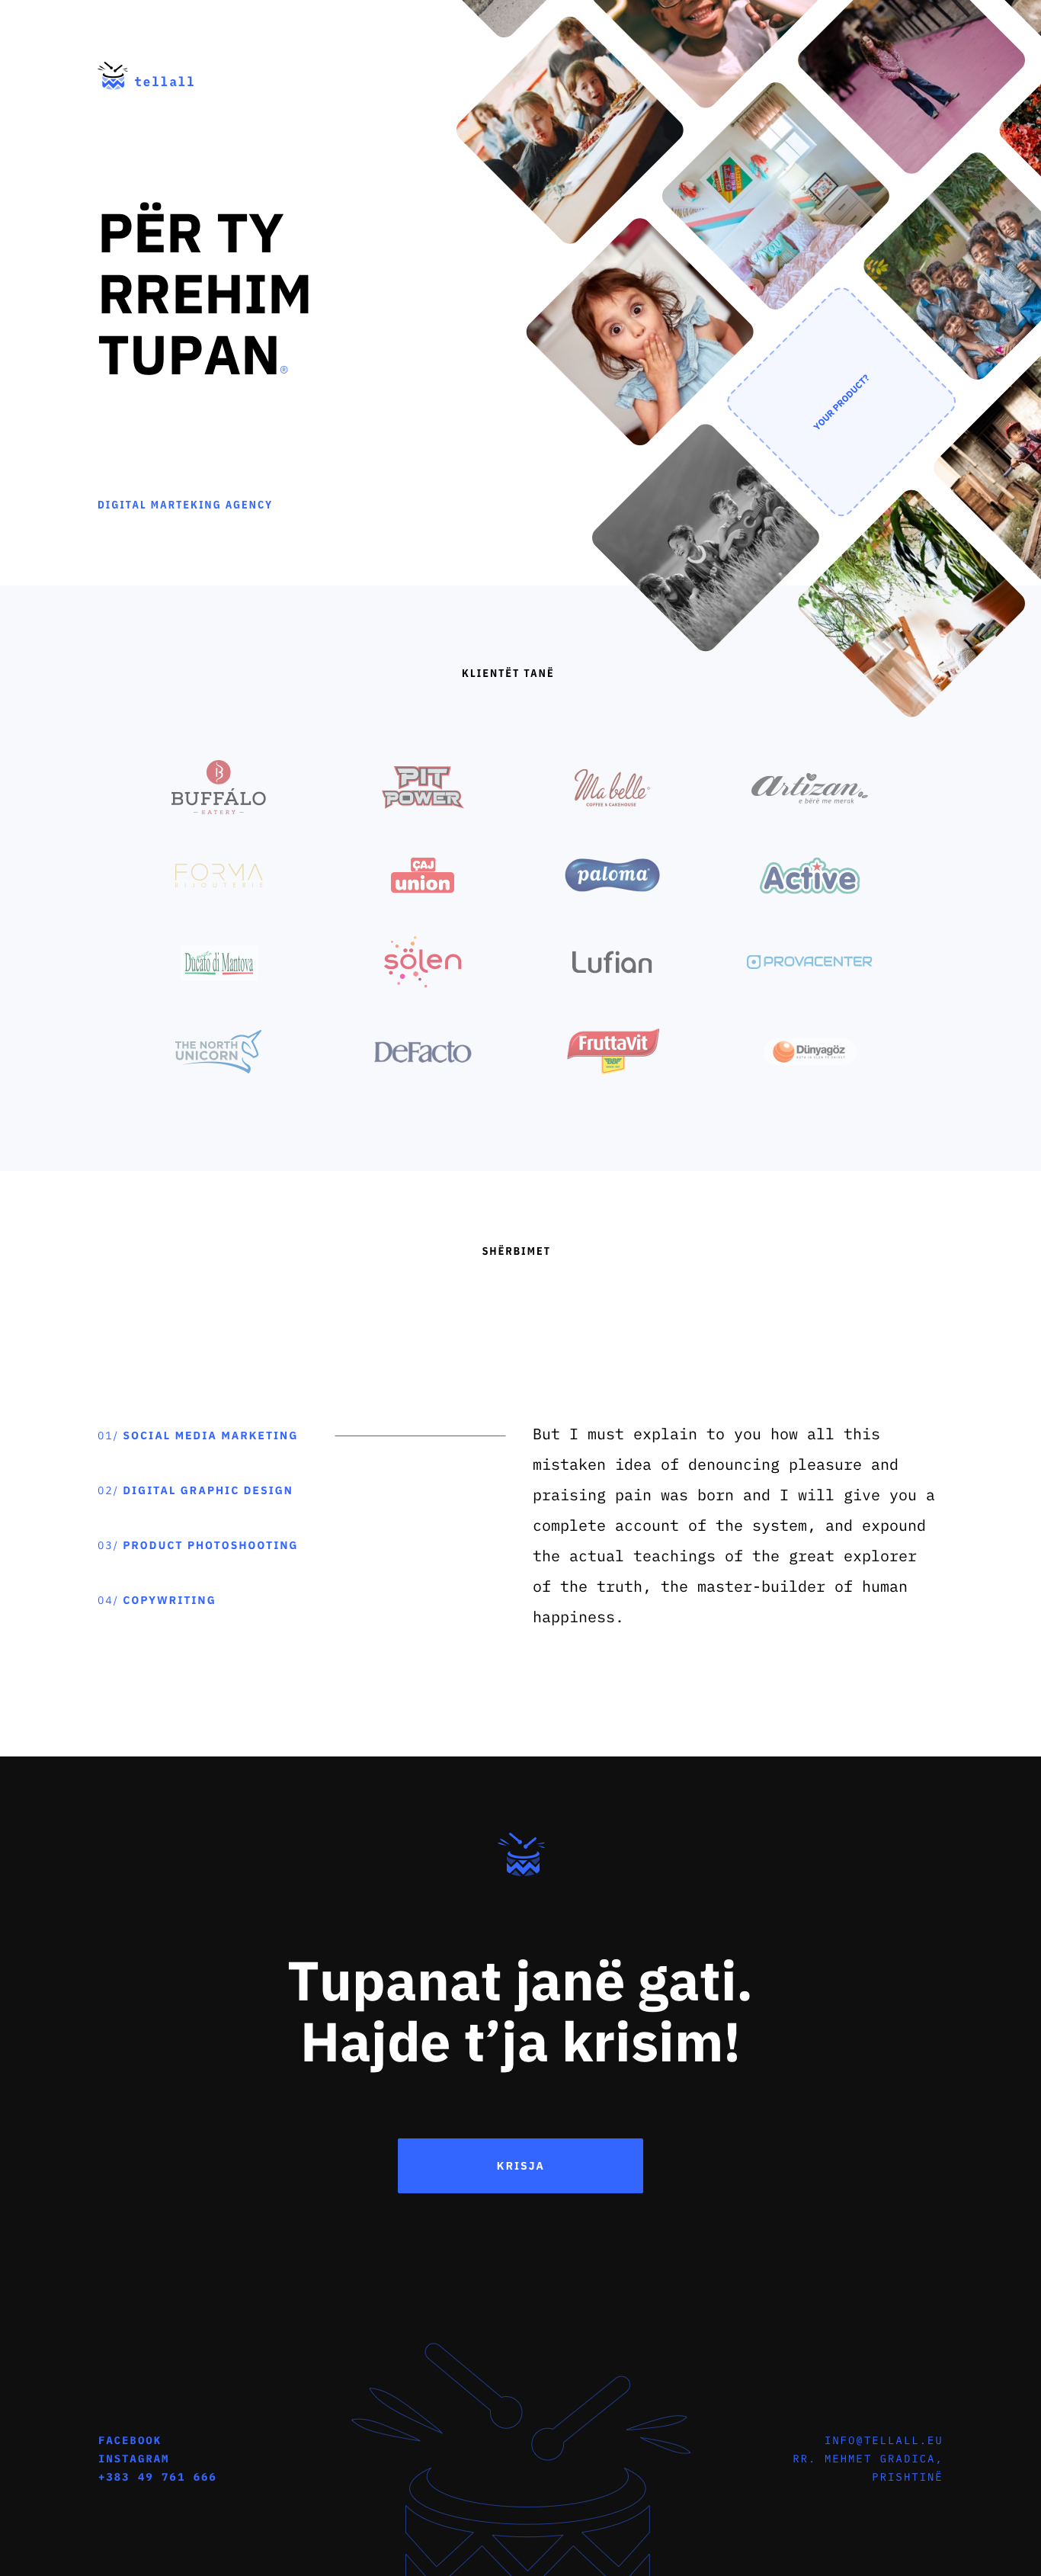 tellall
PËR TY
RREHIM
TUPAN®
YOUR PRODUCT?
DIGITAL MARTEKING AGENCY
KLIENTËT TANË
BUFFÁLO
EATERY
PIT
POWER
Ma belle
COFFEE & CAKEHOUSE
Artizan
e bërë me merak
FORMA
BIJOUTERIE
ÇAJ
union
paloma
Active
Ducato di Mantova
sölen
Lufian
PROVACENTER
THE NORTH
UNICORN
DeFacto
FruttaVit
Dünyagöz
SHËRBIMET
01/ SOCIAL MEDIA MARKETING
02/ DIGITAL GRAPHIC DESIGN
03/ PRODUCT PHOTOSHOOTING
04/ COPYWRITING
But I must explain to you how all this
mistaken idea of denouncing pleasure and
praising pain was born and I will give you a
complete account of the system, and expound
the actual teachings of the great explorer
of the truth, the master-builder of human
happiness.
Tupanat janë gati.
Hajde t’ja krisim!
KRISJA
FACEBOOK
INSTAGRAM
+383 49 761 666
INFO@TELLALL.EU
RR. MEHMET GRADICA,
PRISHTINË